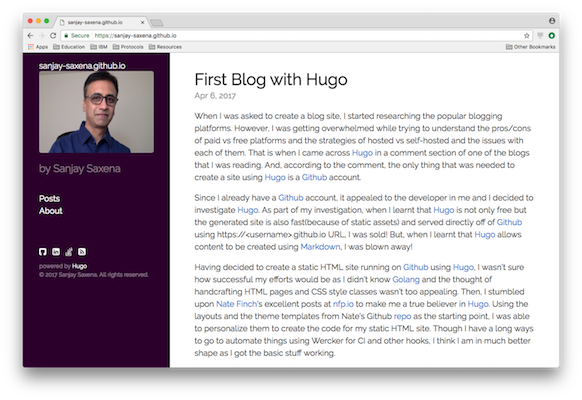 sanjay-saxena.github.io
Secure https://sanjay-saxena.github.io
Apps Education IBM Protocols Resources Other Bookmarks
sanjay-saxena.github.io
by Sanjay Saxena
Posts
About
powered by Hugo
© 2017 Sanjay Saxena. All rights reserved.
First Blog with Hugo
Apr 6, 2017
When I was asked to create a blog site, I started researching the popular blogging
platforms. However, I was getting overwhelmed while trying to understand the pros/cons
of paid vs free platforms and the strategies of hosted vs self-hosted and the issues with
each of them. That is when I came across Hugo in a comment section of one of the blogs
that I was reading. And, according to the comment, the only thing that was needed to
create a site using Hugo is a Github account.
Since I already have a Github account, it appealed to the developer in me and I decided to
investigate Hugo. As part of my investigation, when I learnt that Hugo is not only free but
the generated site is also fast(because of static assets) and served directly off of Github
using https://<username>.github.io URL, I was sold! But, when I learnt that Hugo allows
content to be created using Markdown, I was blown away!
Having decided to create a static HTML site running on Github using Hugo, I wasn't sure
how successful my efforts would be as I didn't know Golang and the thought of
handcrafting HTML pages and CSS style classes wasn't too appealing. Then, I stumbled
upon Nate Finch's excellent posts at nfp.io to make me a true believer in Hugo. Using the
layouts and the theme templates from Nate's Github repo as the starting point, I was able
to personalize them to create the code for my static HTML site. Though I have a long ways
to go to automate things using Wercker for CI and other hooks, I think I am in much better
shape as I got the basic stuff working.